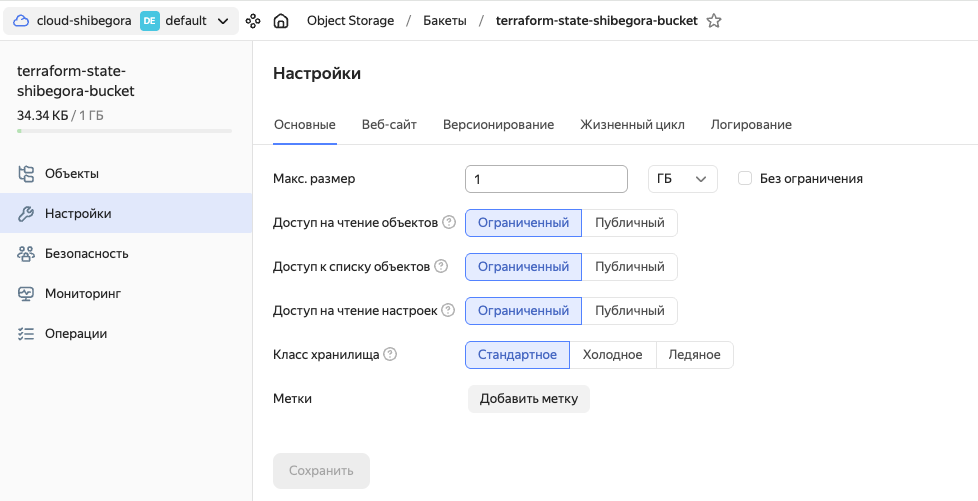 cloud-shibegora DE default Object Storage / Бакеты / terraform-state-shibegora-bucket
terraform-state-
shibegora-bucket
34.34 КБ / 1 ГБ
Объекты
Настройки
Безопасность
Мониторинг
Операции
Настройки
Основные Веб-сайт Версионирование Жизненный цикл Логирование
Макс. размер 1 ГБ Без ограничения
Доступ на чтение объектов ? Ограниченный Публичный
Доступ к списку объектов ? Ограниченный Публичный
Доступ на чтение настроек ? Ограниченный Публичный
Класс хранилища ? Стандартное Холодное Ледяное
Метки Добавить метку
Сохранить